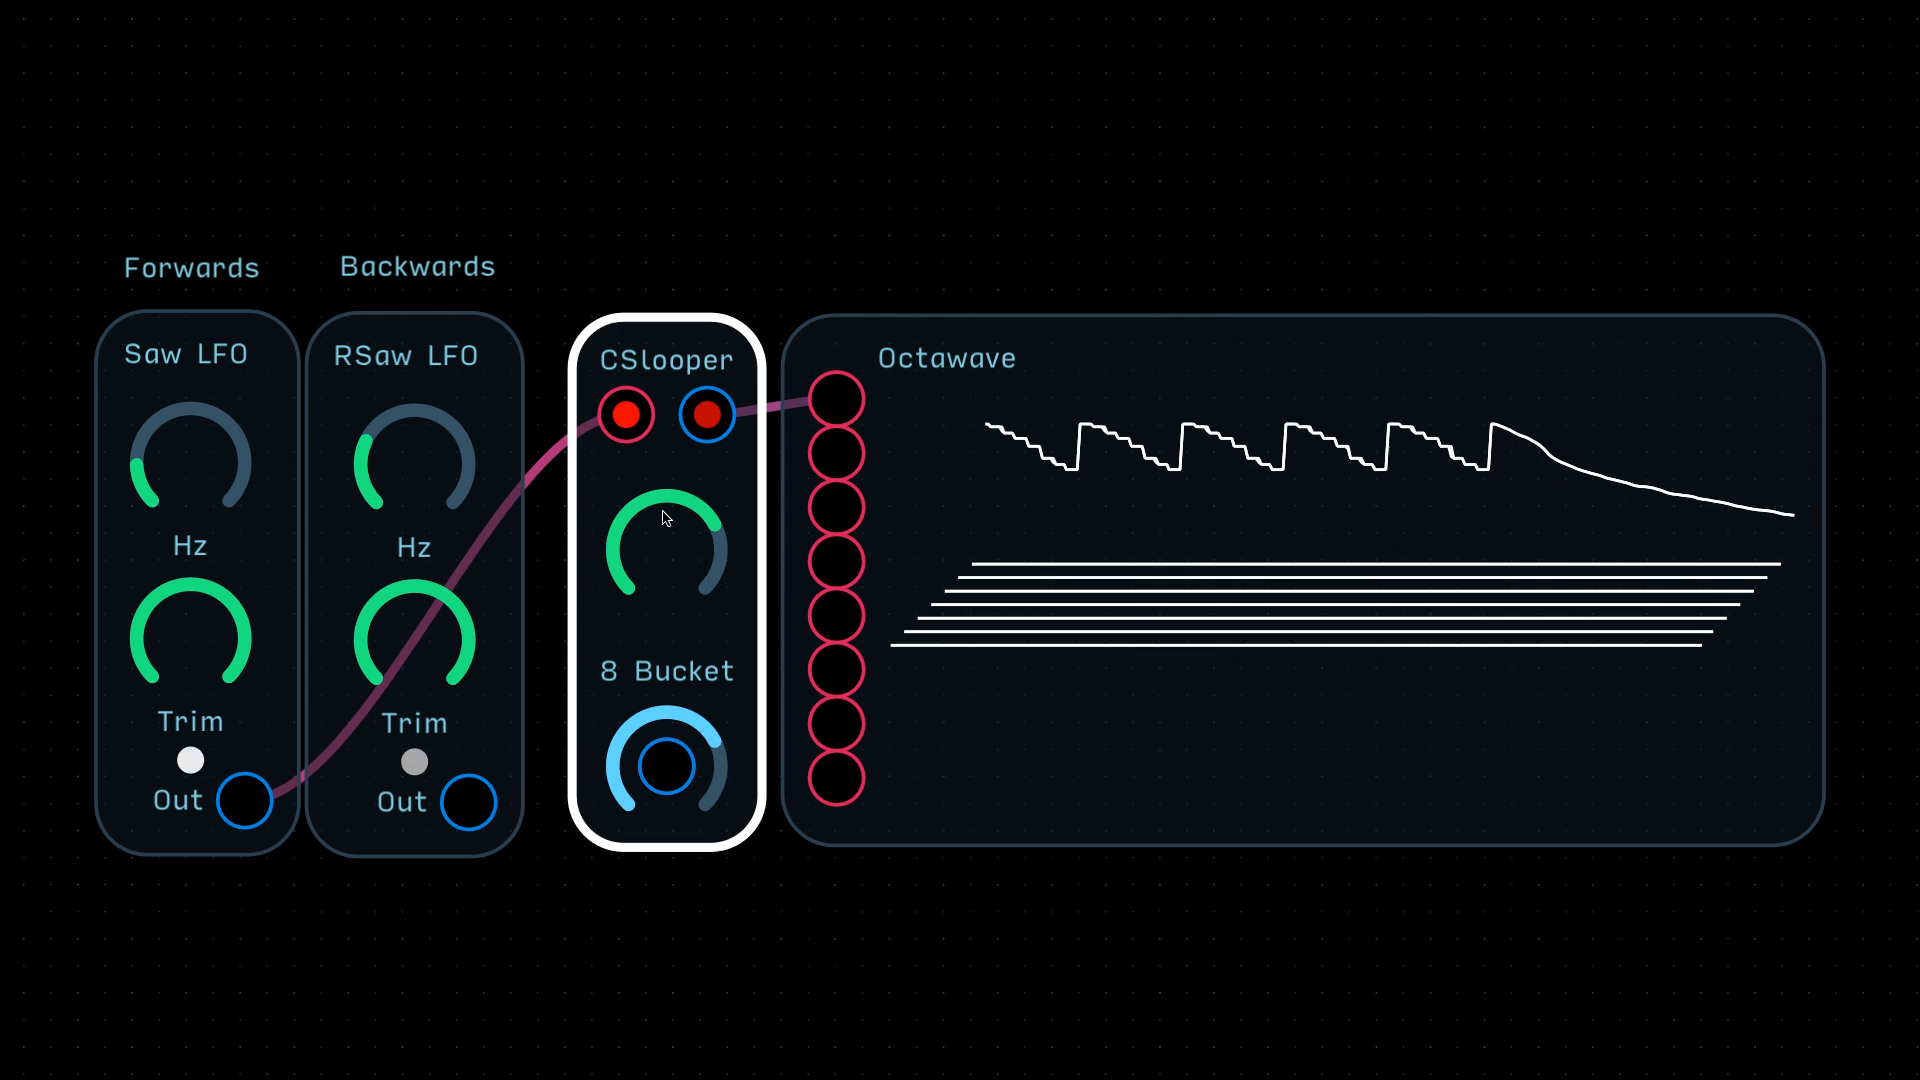 Forwards
Backwards
Saw LFO
Hz
Trim
Out
RSaw LFO
Hz
Trim
Out
CSlooper
8 Bucket
Octawave